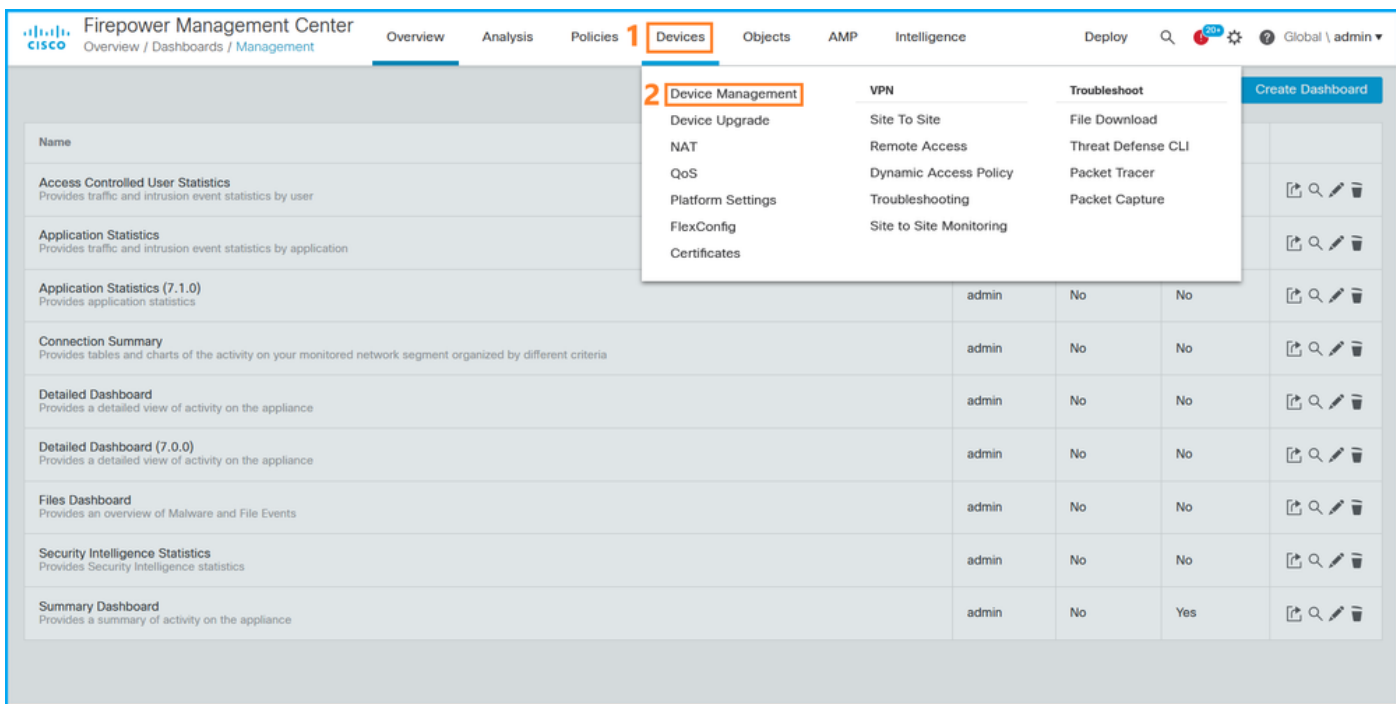 CISCO
Firepower Management Center
Overview / Dashboards / Management
Overview Analysis Policies 1 Devices Objects AMP Intelligence Deploy 20+ Global \ admin
2 Device Management
Device Upgrade
NAT
QoS
Platform Settings
FlexConfig
Certificates
VPN
Site To Site
Remote Access
Dynamic Access Policy
Troubleshooting
Site to Site Monitoring
Troubleshoot
File Download
Threat Defense CLI
Packet Tracer
Packet Capture
Create Dashboard
Name
Access Controlled User Statistics
Provides traffic and intrusion event statistics by user
Application Statistics
Provides traffic and intrusion event statistics by application
Application Statistics (7.1.0)
Provides application statistics
admin No No
Connection Summary
Provides tables and charts of the activity on your monitored network segment organized by different criteria
admin No No
Detailed Dashboard
Provides a detailed view of activity on the appliance
admin No No
Detailed Dashboard (7.0.0)
Provides a detailed view of activity on the appliance
admin No No
Files Dashboard
Provides an overview of Malware and File Events
admin No No
Security Intelligence Statistics
Provides Security Intelligence statistics
admin No No
Summary Dashboard
Provides a summary of activity on the appliance
admin No Yes